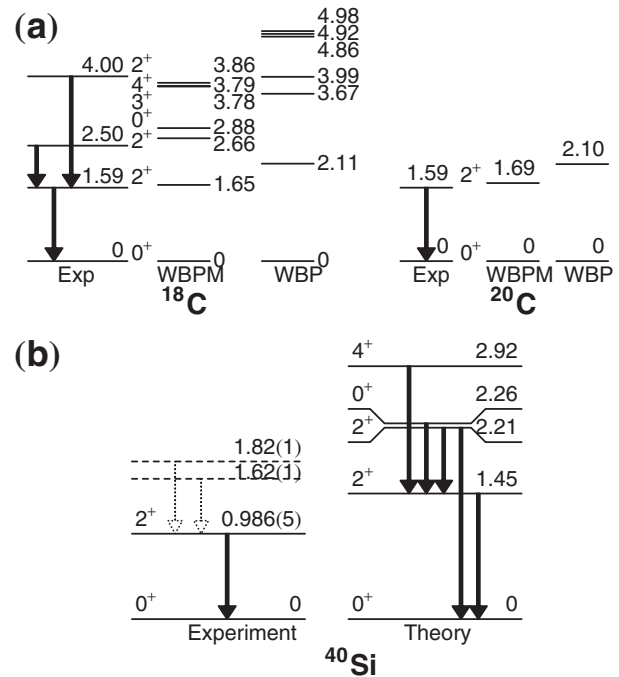 (a)
4.98
4.92
4.86
4.00 2+ 3.86 3.99
4+ 3.79
3+ 3.78 3.67
0+ 2.88
2.50 2+ 2.66
2.11 2.10
1.59 2+ 1.65 1.59 2+ 1.69
0 0+ 0 0 0 0+ 0 0
Exp WBPM WBP Exp WBPM WBP
18C 20C
(b)
4+ 2.92
0+ 2.26
2+ 2.21
1.82(1)
1.62(1) 2+ 1.45
2+ 0.986(5)
0+ 0 0+ 0
Experiment Theory
40Si